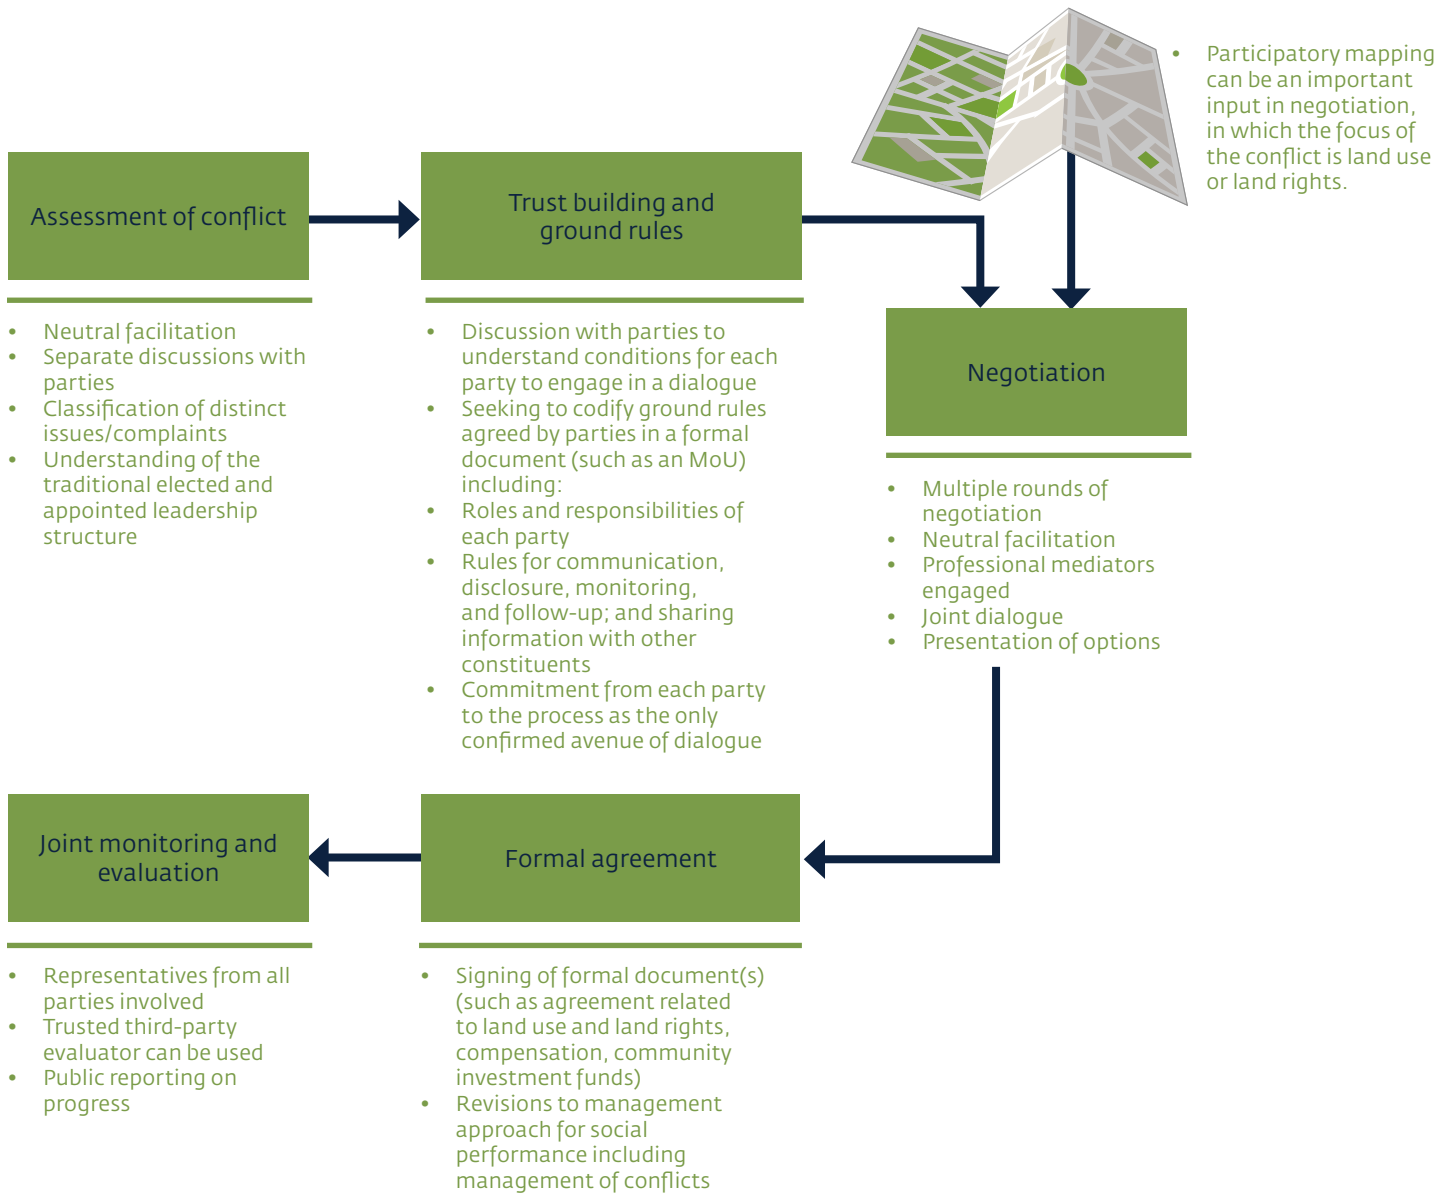 • Participatory mapping
can be an important
input in negotiation,
in which the focus of
the conflict is land use
or land rights.
Assessment of conflict
• Neutral facilitation
• Separate discussions with
parties
• Classification of distinct
issues/complaints
• Understanding of the
traditional elected and
appointed leadership
structure
Trust building and
ground rules
• Discussion with parties to
understand conditions for each
party to engage in a dialogue
• Seeking to codify ground rules
agreed by parties in a formal
document (such as an MoU)
including:
• Roles and responsibilities of
each party
• Rules for communication,
disclosure, monitoring,
and follow-up; and sharing
information with other
constituents
• Commitment from each party
to the process as the only
confirmed avenue of dialogue
Negotiation
• Multiple rounds of
negotiation
• Neutral facilitation
• Professional mediators
engaged
• Joint dialogue
• Presentation of options
Formal agreement
• Signing of formal document(s)
(such as agreement related
to land use and land rights,
compensation, community
investment funds)
• Revisions to management
approach for social
performance including
management of conflicts
Joint monitoring and
evaluation
• Representatives from all
parties involved
• Trusted third-party
evaluator can be used
• Public reporting on
progress